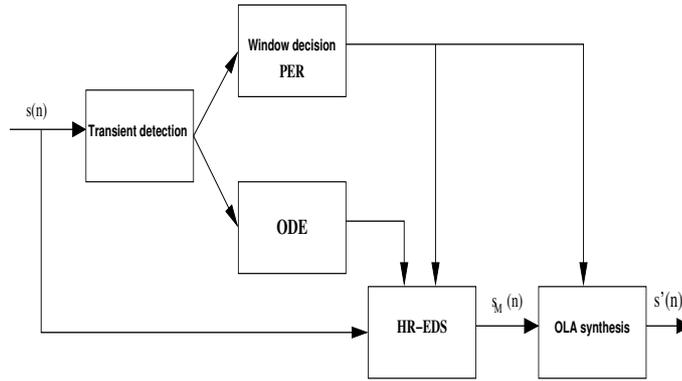 Window decision
PER
s(n)
Transient detection
ODE
HR–EDS
s_M (n)
OLA synthesis
s'(n)